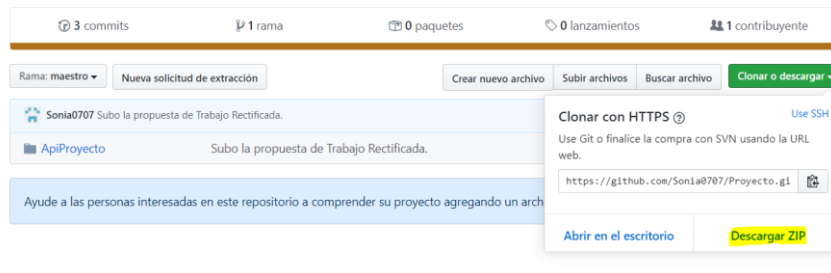 3 commits 1 rama 0 paquetes 0 lanzamientos 1 contribuyente
Rama: maestro Nueva solicitud de extracción Crear nuevo archivo Subir archivos Buscar archivo Clonar o descargar
Sonia0707 Subo la propuesta de Trabajo Rectificada.
ApiProyecto Subo la propuesta de Trabajo Rectificada.
Ayude a las personas interesadas en este repositorio a comprender su proyecto agregando un arch
Clonar con HTTPS Use SSH
Use Git o finalice la compra con SVN usando la URL
web.
https://github.com/Sonia0707/Proyecto.gi
Abrir en el escritorio Descargar ZIP